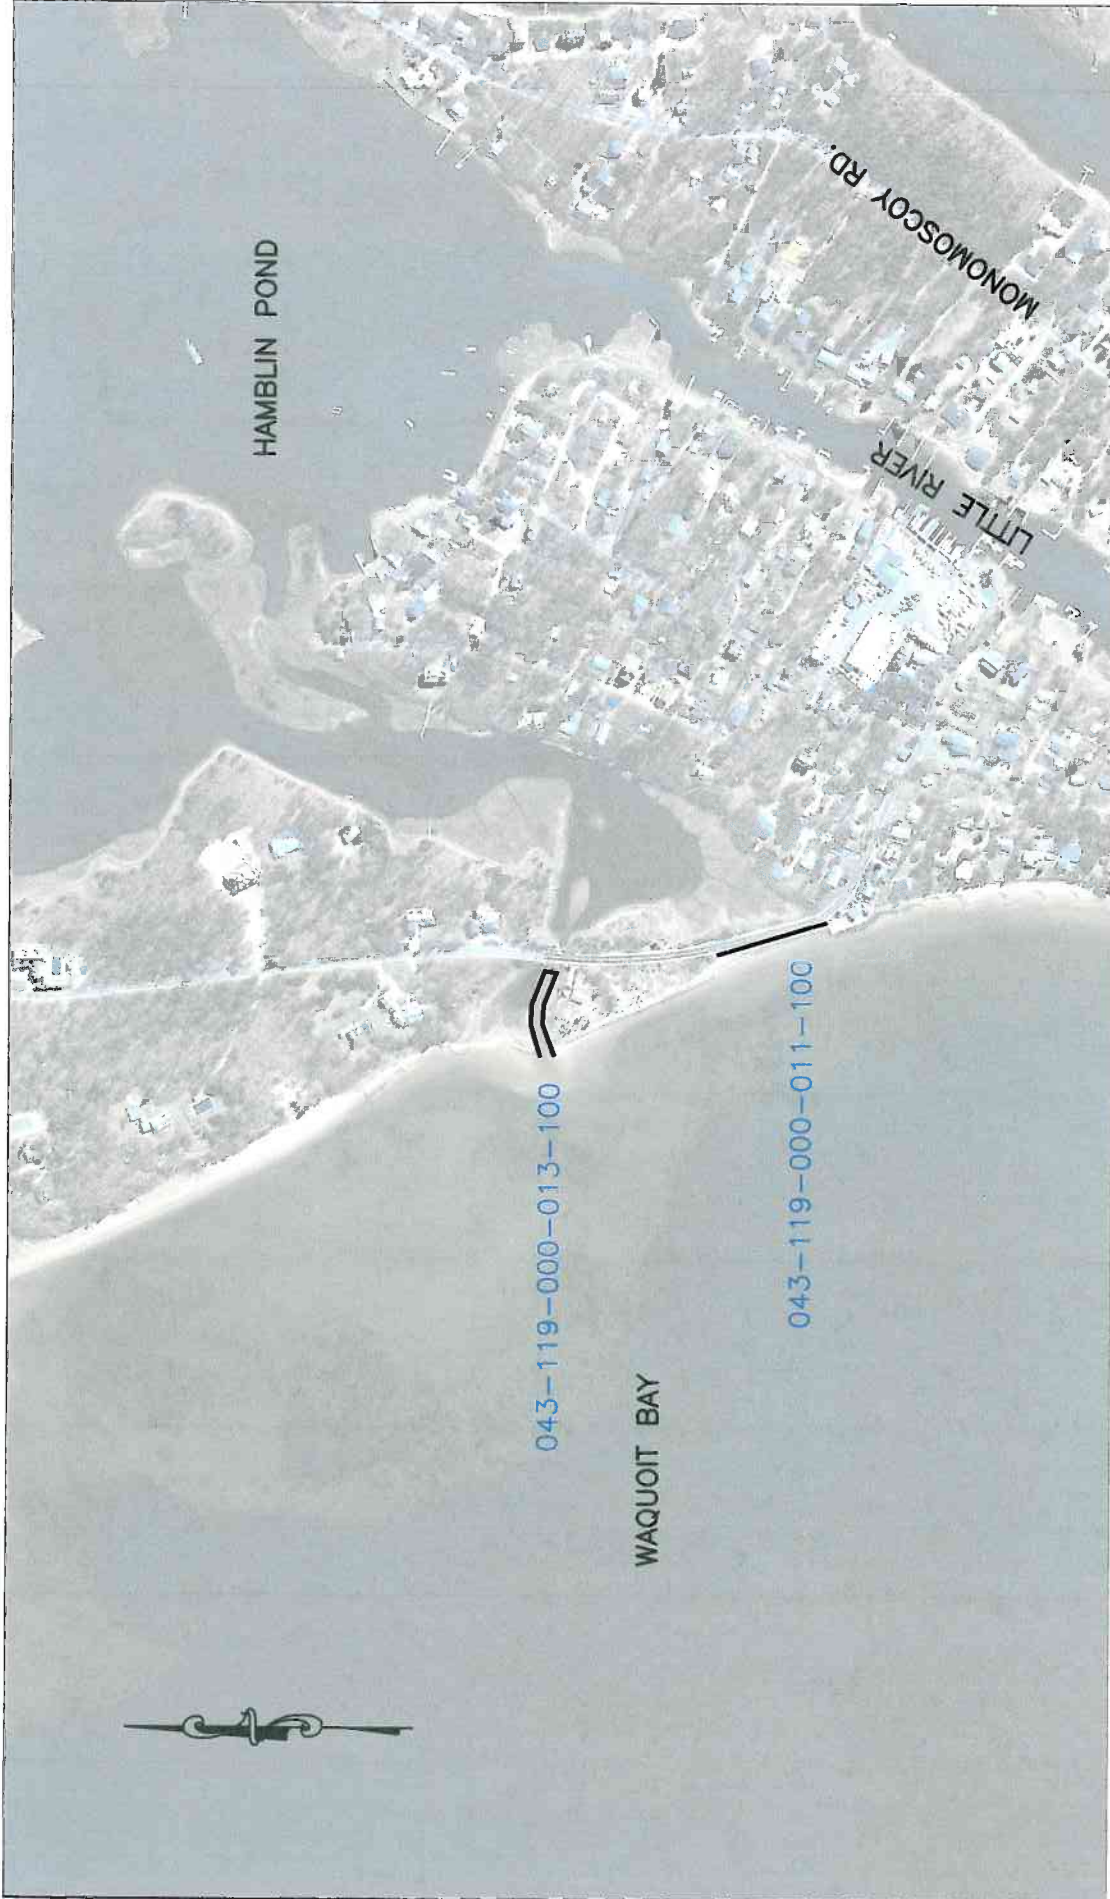 HAMBLIN POND
MONOMOSCOY RD.
LITTLE RIVER
043-119-000-013-100
043-119-000-011-100
WAQUOIT BAY